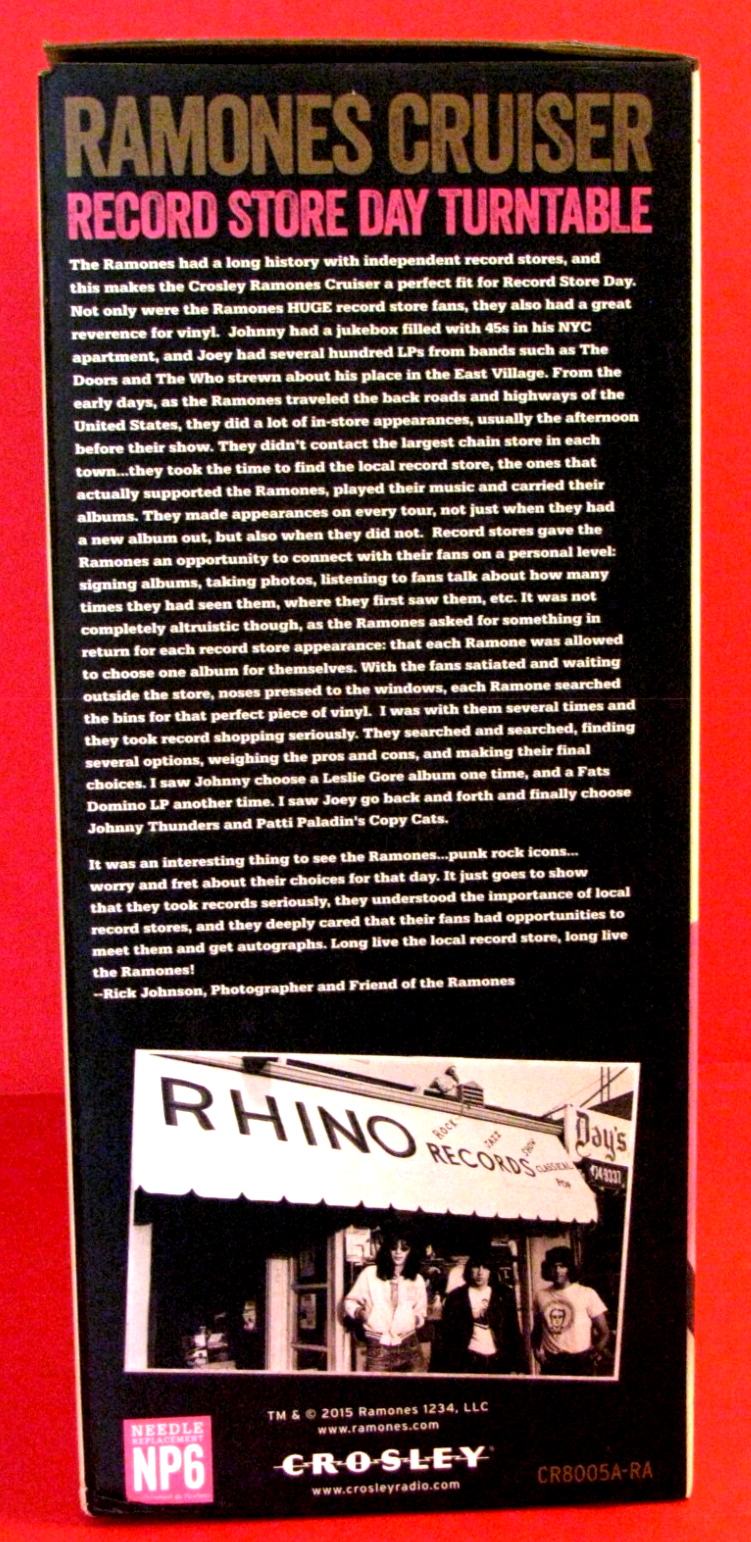 RAMONES CRUISER
RECORD STORE DAY TURNTABLE
The Ramones had a long history with independent record stores, and
this makes the Crosley Ramones Cruiser a perfect fit for Record Store Day.
Not only were the Ramones HUGE record store fans, they also had a great
reverence for vinyl. Johnny had a jukebox filled with 45s in his NYC
apartment, and Joey had several hundred LPs from bands such as The
Doors and The Who strewn about his place in the East Village. From the
early days, as the Ramones traveled the back roads and highways of the
United States, they did a lot of in-store appearances, usually the afternoon
before their show. They didn't contact the largest chain store in each
town...they took the time to find the local record store, the ones that
actually supported the Ramones, played their music and carried their
albums. They made appearances on every tour, not just when they had
a new album out, but also when they did not. Record stores gave the
Ramones an opportunity to connect with their fans on a personal level:
signing albums, taking photos, listening to fans talk about how many
times they had seen them, where they first saw them, etc. It was not
completely altruistic though, as the Ramones asked for something in
return for each record store appearance: that each Ramone was allowed
to choose one album for themselves. With the fans satiated and waiting
outside the store, noses pressed to the windows, each Ramone searched
the bins for that perfect piece of vinyl. I was with them several times and
they took record shopping seriously. They searched and searched, finding
several options, weighing the pros and cons, and making their final
choices. I saw Johnny choose a Leslie Gore album one time, and a Fats
Domino LP another time. I saw Joey go back and forth and finally choose
Johnny Thunders and Patti Paladin's Copy Cats.
It was an interesting thing to see the Ramones...punk rock icons...
worry and fret about their choices for that day. It just goes to show
that they took records seriously, they understood the importance of local
record stores, and they deeply cared that their fans had opportunities to
meet them and get autographs. Long live the local record store, long live
the Ramones!
--Rick Johnson, Photographer and Friend of the Ramones
RHINO
ROCK JAZZ SHOW
RECORDS CLASSICAL
POP
Day's
474-9337
TM & © 2015 Ramones 1234, LLC
www.ramones.com
NEEDLE
REPLACEMENT
NP6
CROSLEY®
www.crosleyradio.com
CR8005A-RA